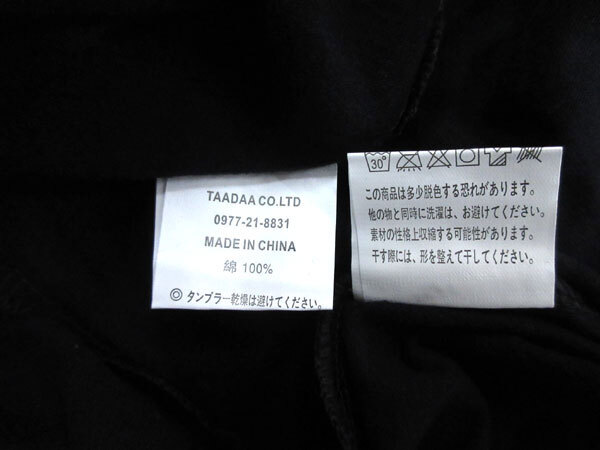 TAADAA CO.LTD
0977-21-8831
MADE IN CHINA
綿 100%
◎ タンブラー乾燥は避けてください。
30°
この商品は多少脱色する恐れがあります。
他の物と同時に洗濯は、お避けてください。
素材の性格上収縮する可能性が有ります。
干す際には、形を整えて干してください。